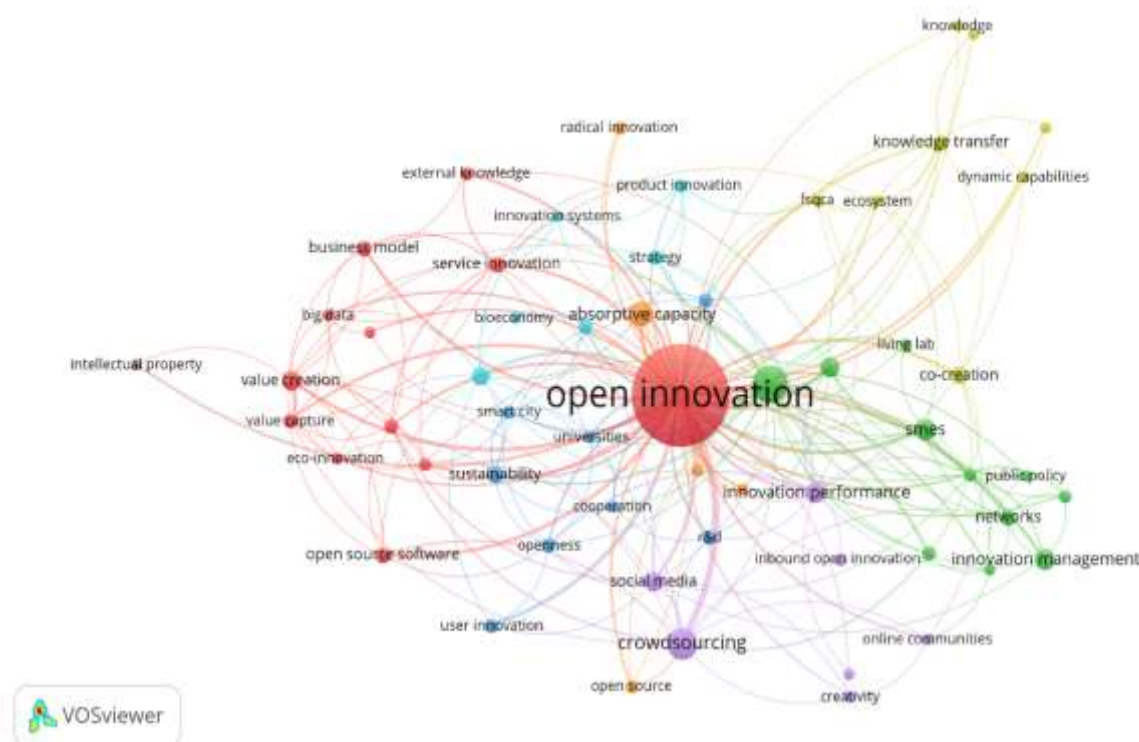 knowledge
radical innovation
knowledge transfer
external knowledge
product innovation
dynamic capabilities
fsqca
ecosystem
innovation systems
business model
service innovation
strategy
big data
bioeconomy
absorptive capacity
living lab
intellectual property
value creation
open innovation
co-creation
smart city
value capture
universities
smes
eco-innovation
sustainability
public policy
innovation performance
cooperation
networks
r&d
openness
open source software
inbound open innovation
innovation management
social media
user innovation
crowdsourcing
online communities
open source
creativity
VOSviewer